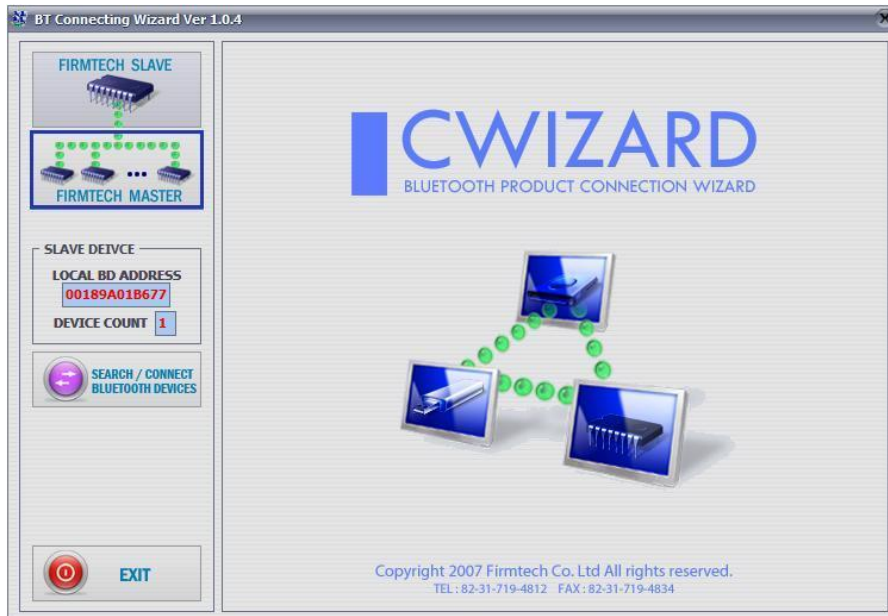 BT Connecting Wizard Ver 1.0.4
FIRMTECH SLAVE
FIRMTECH MASTER
SLAVE DEIVCE
LOCAL BD ADDRESS
00189A01B677
DEVICE COUNT 1
SEARCH / CONNECT
BLUETOOTH DEVICES
EXIT
CWIZARD
BLUETOOTH PRODUCT CONNECTION WIZARD
Copyright 2007 Firmtech Co. Ltd All rights reserved.
TEL : 82-31-719-4812 FAX : 82-31-719-4834